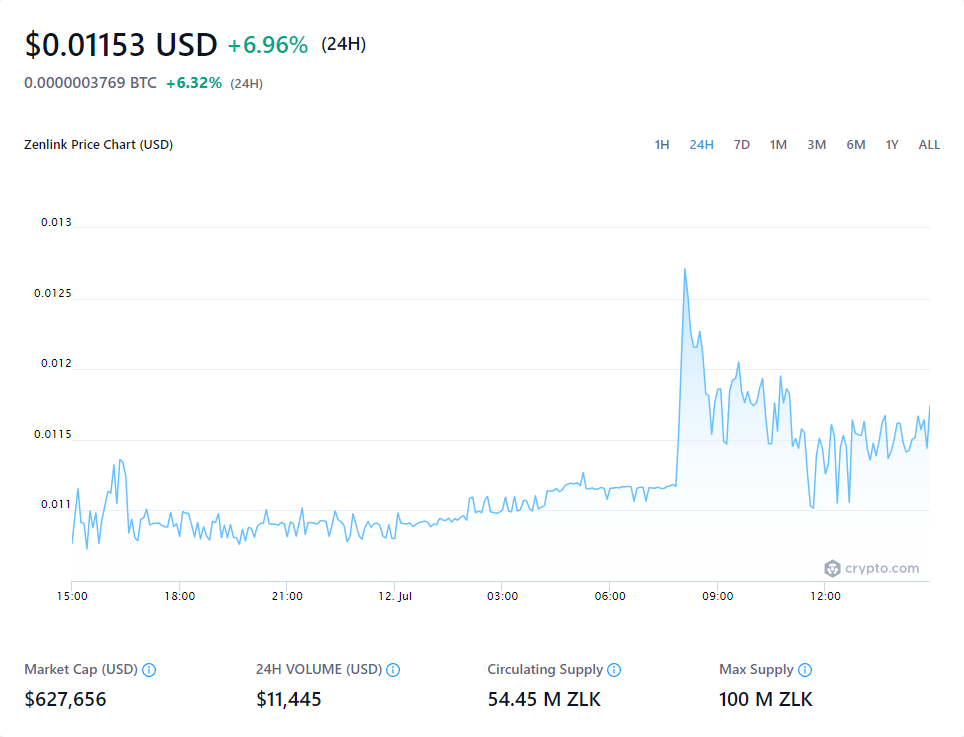 $0.01153 USD +6.96% (24H)
0.0000003769 BTC +6.32% (24H)
Zenlink Price Chart (USD) 1H 24H 7D 1M 3M 6M 1Y ALL
0.013
0.0125
0.012
0.0115
0.011
crypto.com
15:00 18:00 21:00 12. Jul 03:00 06:00 09:00 12:00
Market Cap (USD) 24H VOLUME (USD) Circulating Supply Max Supply
$627,656 $11,445 54.45 M ZLK 100 M ZLK